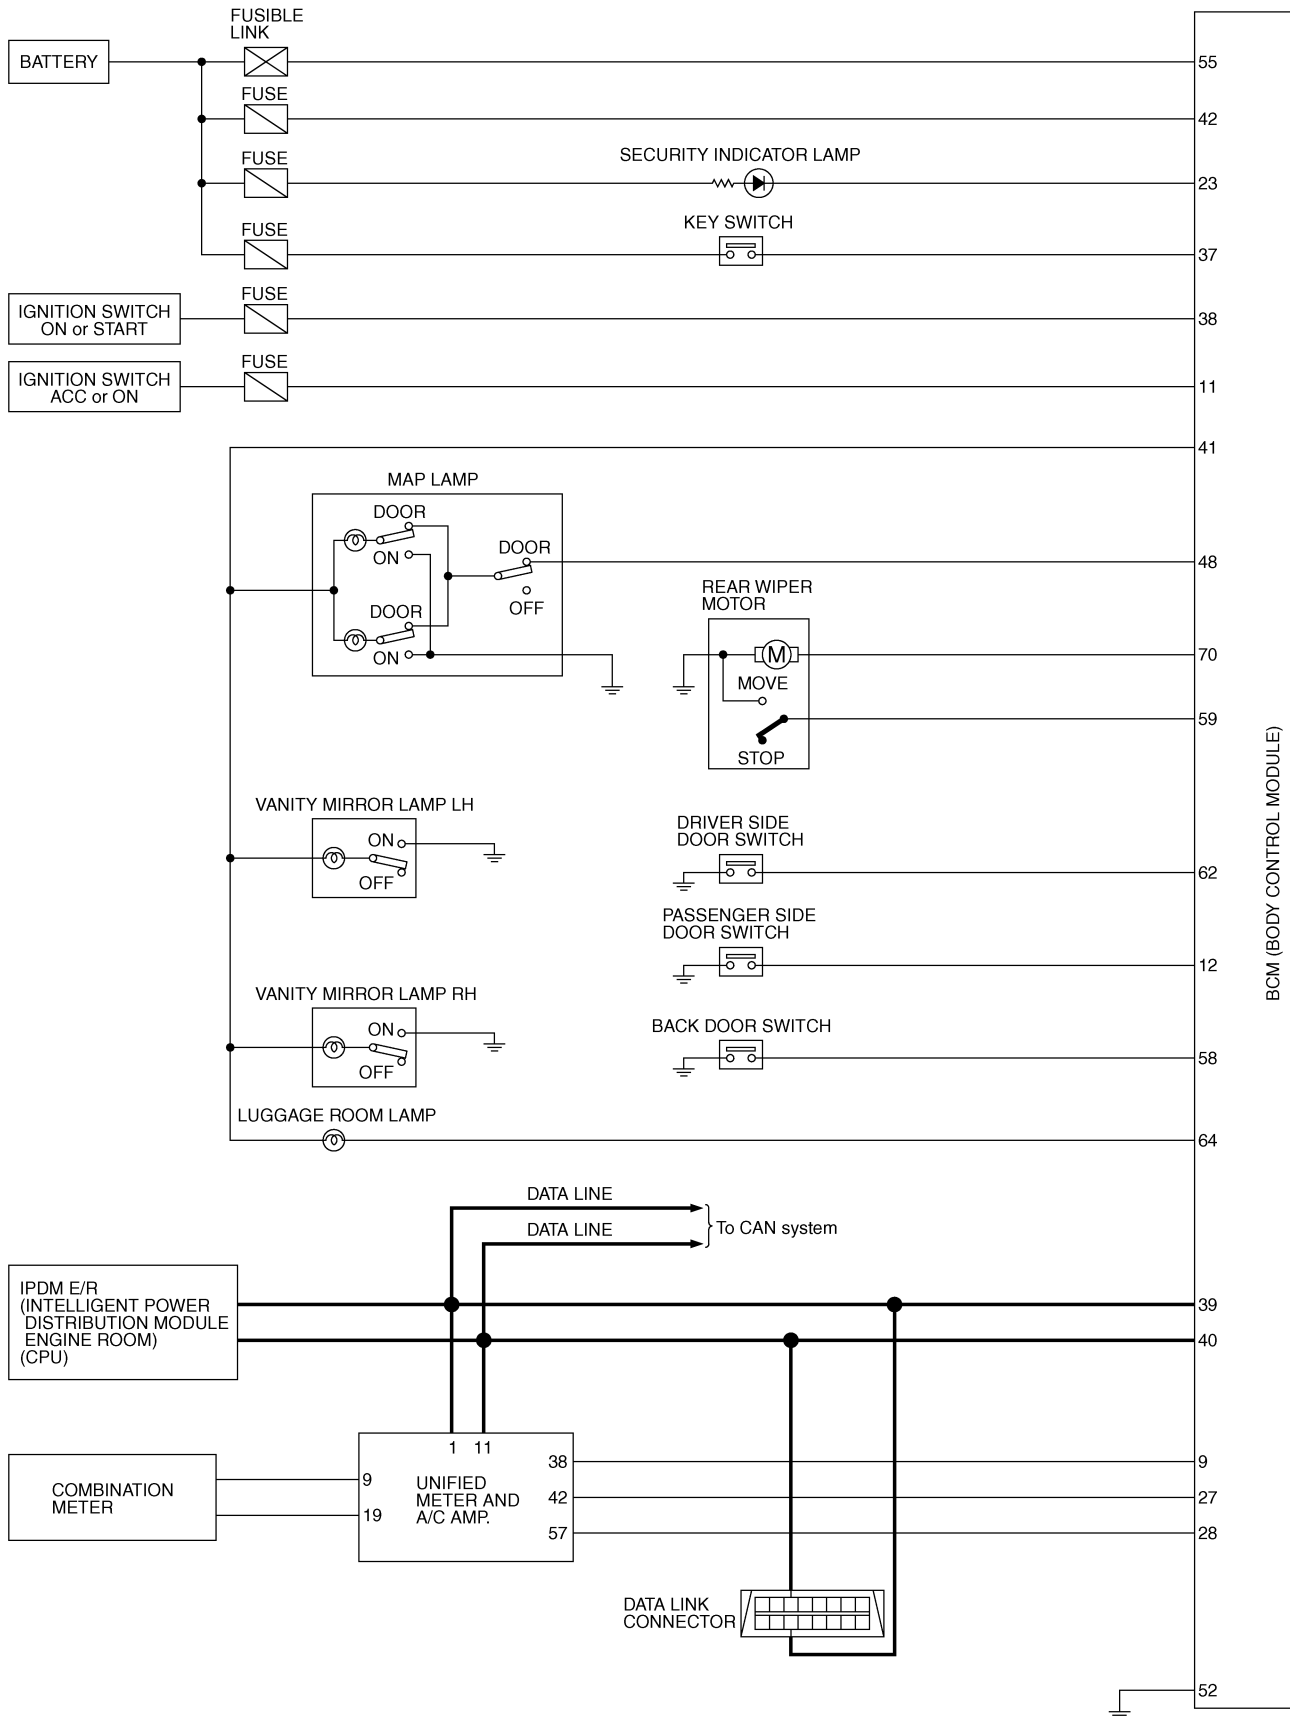 FUSIBLE
LINK
BATTERY
55
FUSE
42
FUSE
SECURITY INDICATOR LAMP
23
KEY SWITCH
FUSE
37
FUSE
IGNITION SWITCH
ON or START
38
FUSE
IGNITION SWITCH
ACC or ON
11
41
MAP LAMP
DOOR
ON
DOOR
OFF
48
DOOR
ON
REAR WIPER
MOTOR
M
70
MOVE
59
STOP
BCM (BODY CONTROL MODULE)
VANITY MIRROR LAMP LH
ON
OFF
DRIVER SIDE
DOOR SWITCH
62
PASSENGER SIDE
DOOR SWITCH
12
VANITY MIRROR LAMP RH
ON
OFF
BACK DOOR SWITCH
58
LUGGAGE ROOM LAMP
64
DATA LINE
DATA LINE
To CAN system
IPDM E/R
(INTELLIGENT POWER
DISTRIBUTION MODULE
ENGINE ROOM)
(CPU)
39
40
1 11
38
9
9
COMBINATION
METER
UNIFIED
METER AND
A/C AMP.
42
27
19
57
28
DATA LINK
CONNECTOR
52